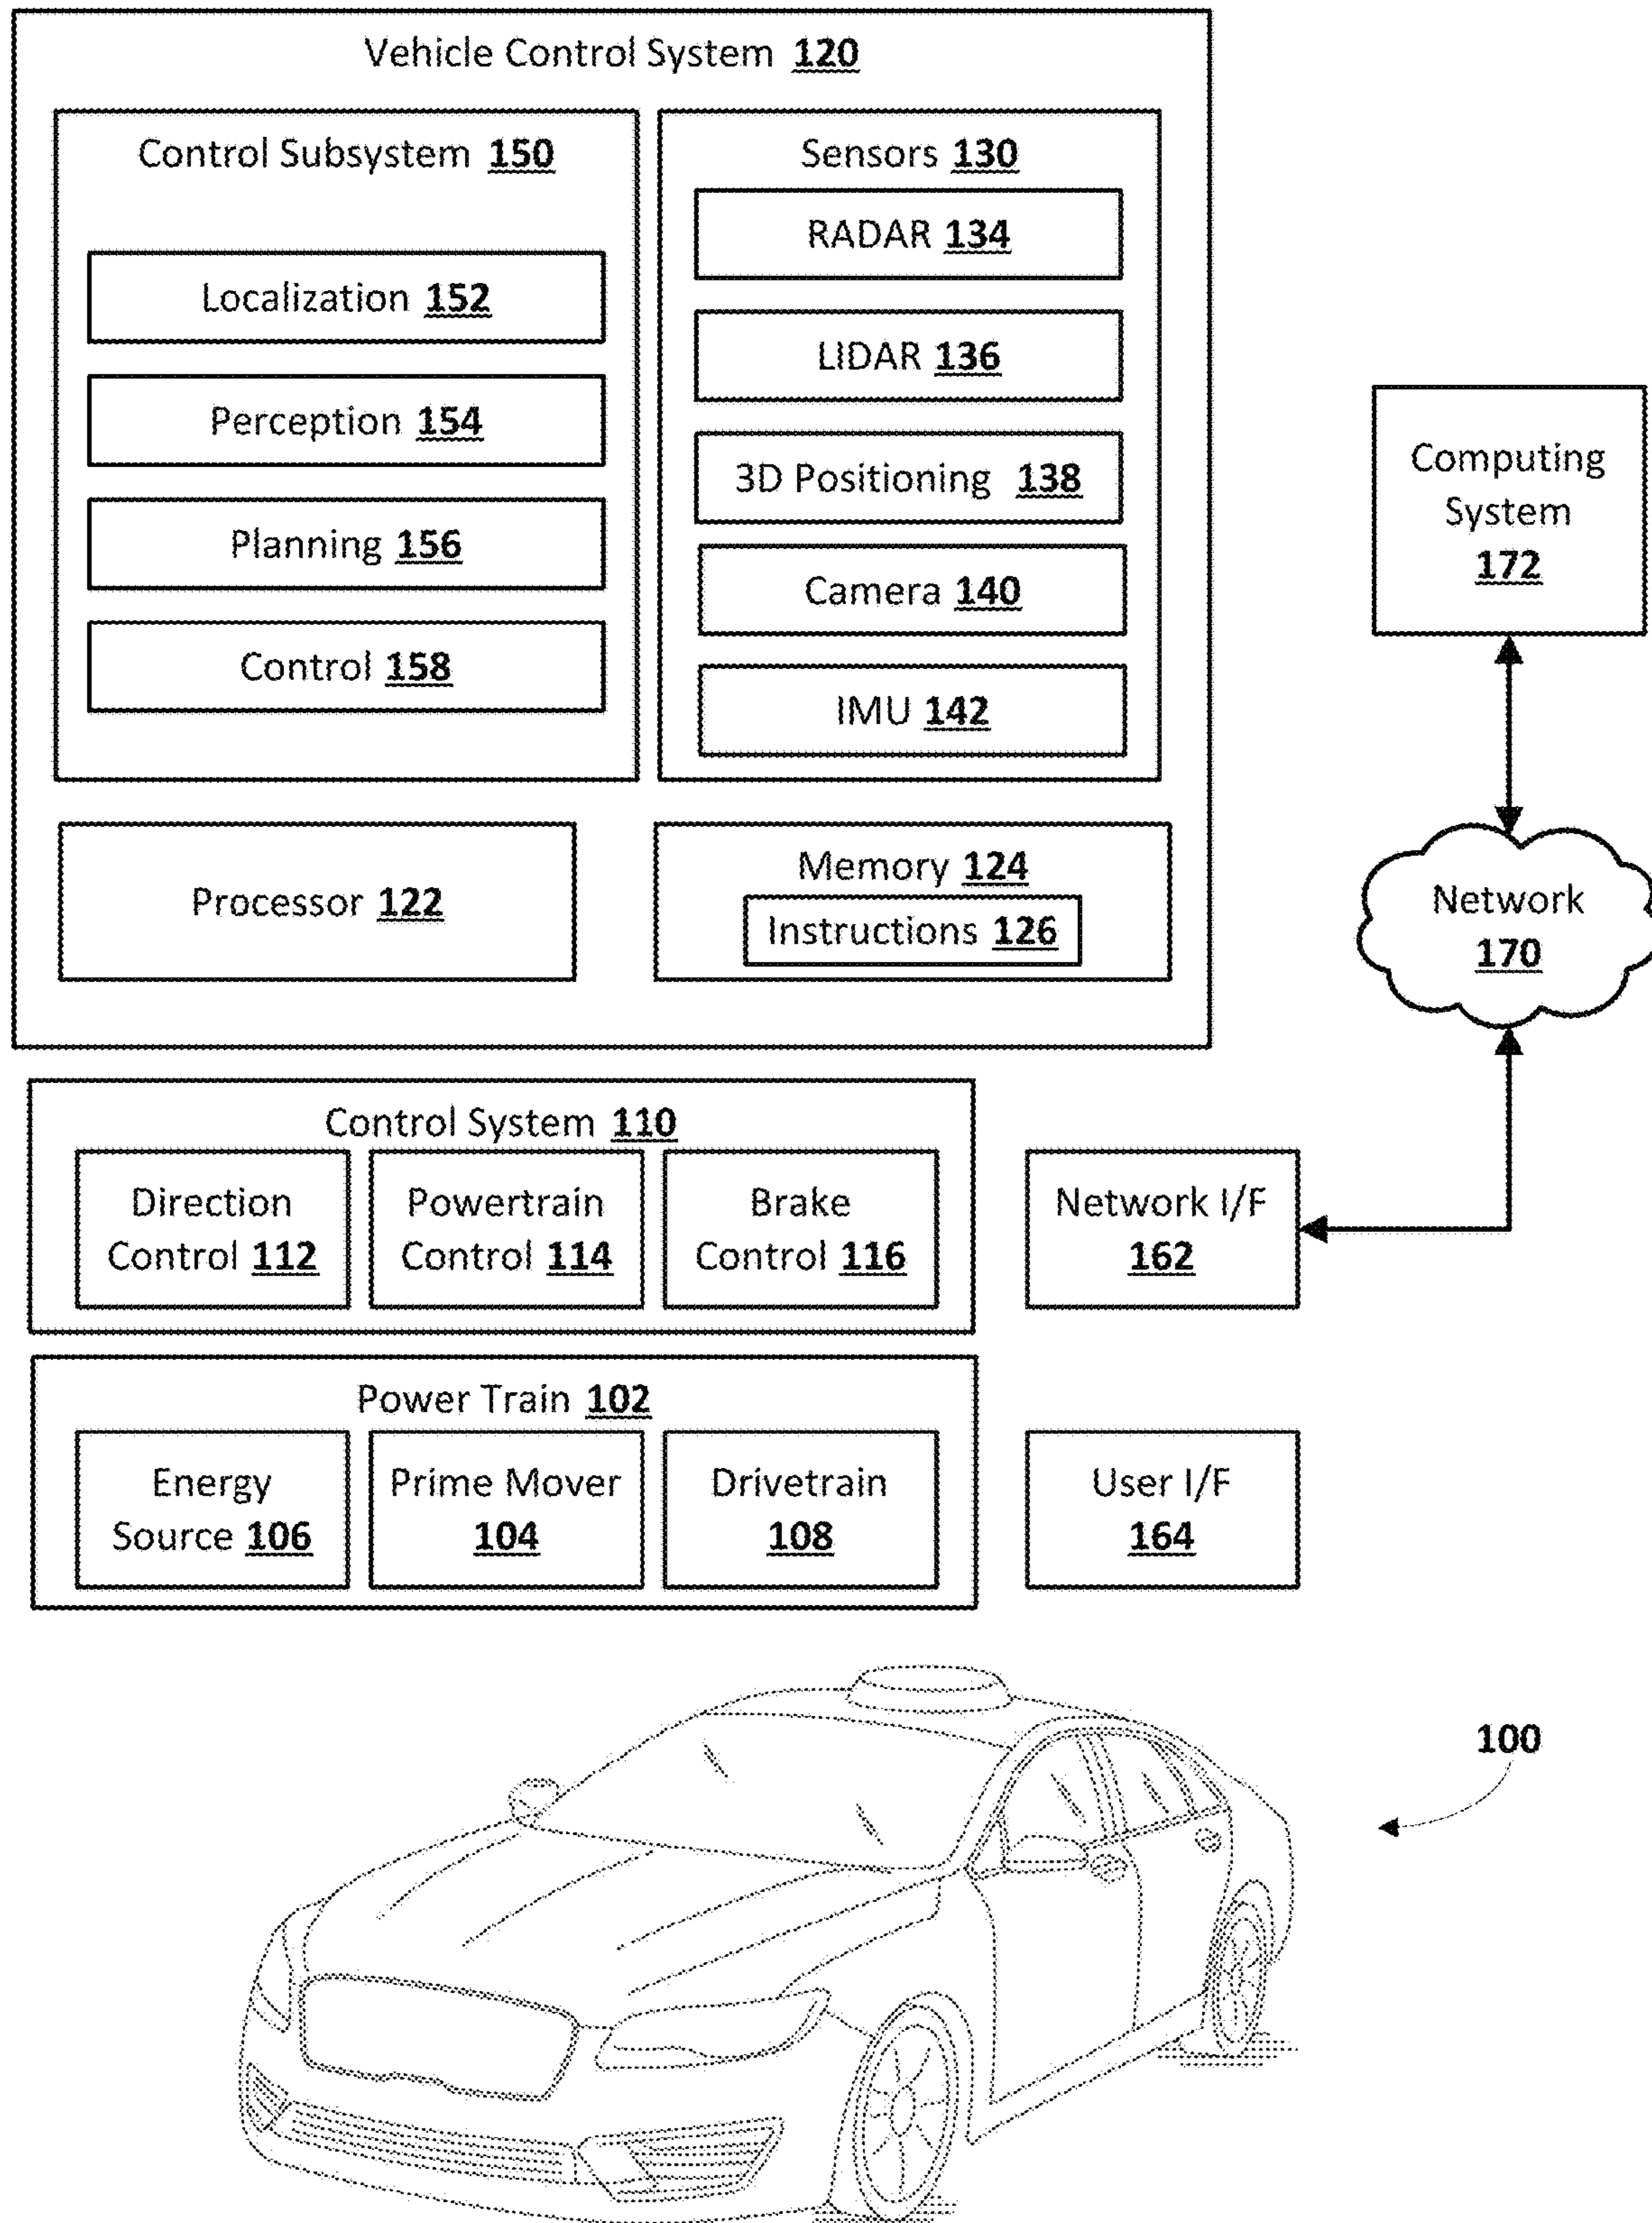 Vehicle Control System 120
Control Subsystem 150
Localization 152
Perception 154
Planning 156
Control 158
Sensors 130
RADAR 134
LIDAR 136
3D Positioning 138
Camera 140
IMU 142
Processor 122
Memory 124
Instructions 126
Computing
System
172
Network
170
Control System 110
Direction
Control 112
Powertrain
Control 114
Brake
Control 116
Network I/F
162
Power Train 102
Energy
Source 106
Prime Mover
104
Drivetrain
108
User I/F
164
100